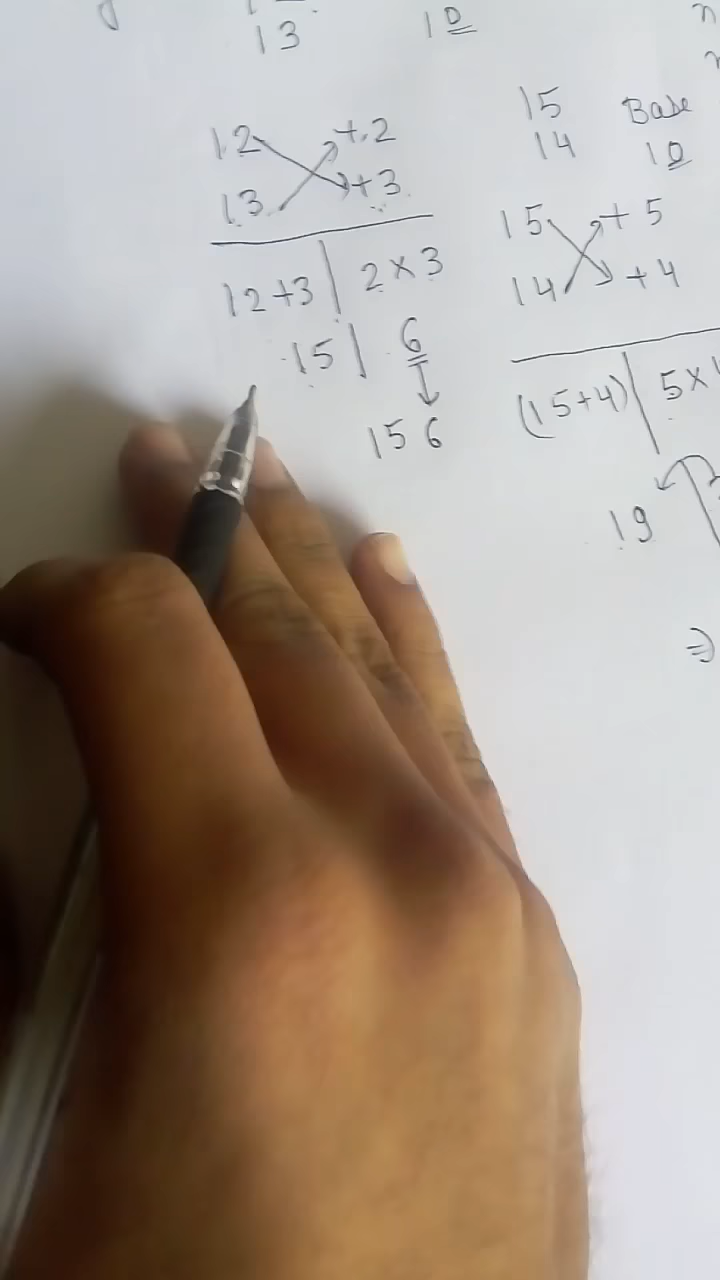 13 10
12 +2
13 +3
12+3 | 2×3
15 | 6
156
15 Base
14 10
15 +5
14 +4
(15+4) | 5×
19
⇒